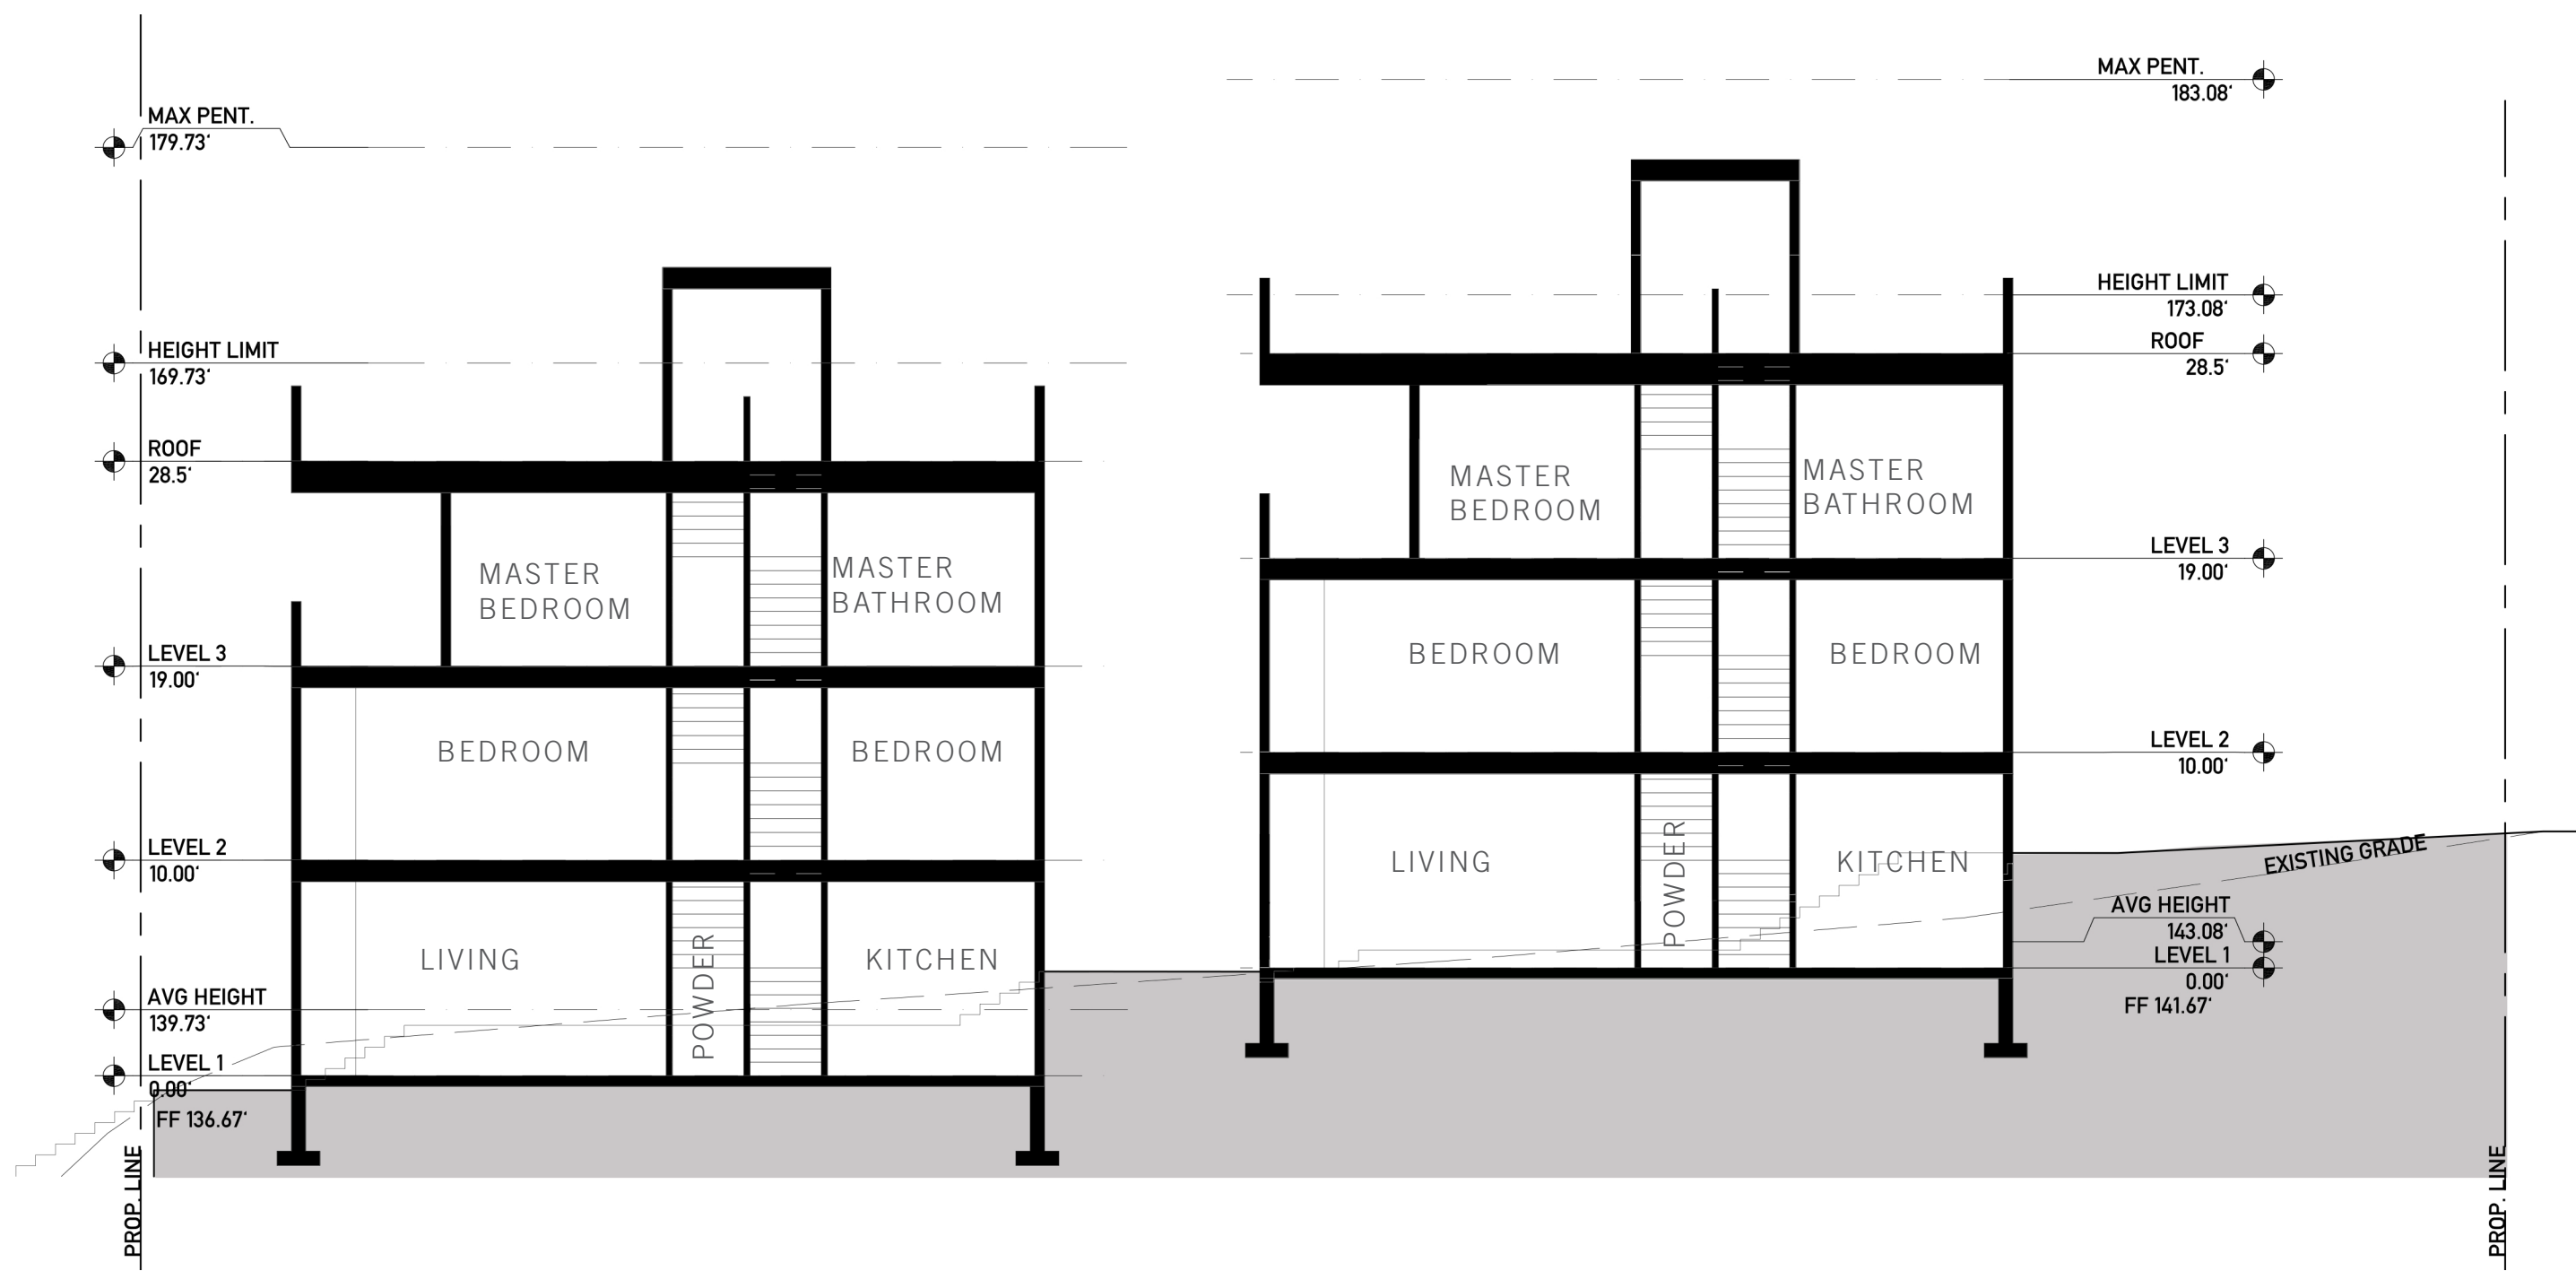 MAX PENT.
179.73'
HEIGHT LIMIT
169.73'
ROOF
28.5'
LEVEL 3
19.00'
LEVEL 2
10.00'
AVG HEIGHT
139.73'
LEVEL 1
0.00'
FF 136.67'
PROP. LINE
MASTER
BEDROOM
MASTER
BATHROOM
BEDROOM
BEDROOM
LIVING
POWDER
KITCHEN
MASTER
BEDROOM
MASTER
BATHROOM
BEDROOM
BEDROOM
LIVING
POWDER
KITCHEN
MAX PENT.
183.08'
HEIGHT LIMIT
173.08'
ROOF
28.5'
LEVEL 3
19.00'
LEVEL 2
10.00'
EXISTING GRADE
AVG HEIGHT
143.08'
LEVEL 1
0.00'
FF 141.67'
PROP. LINE